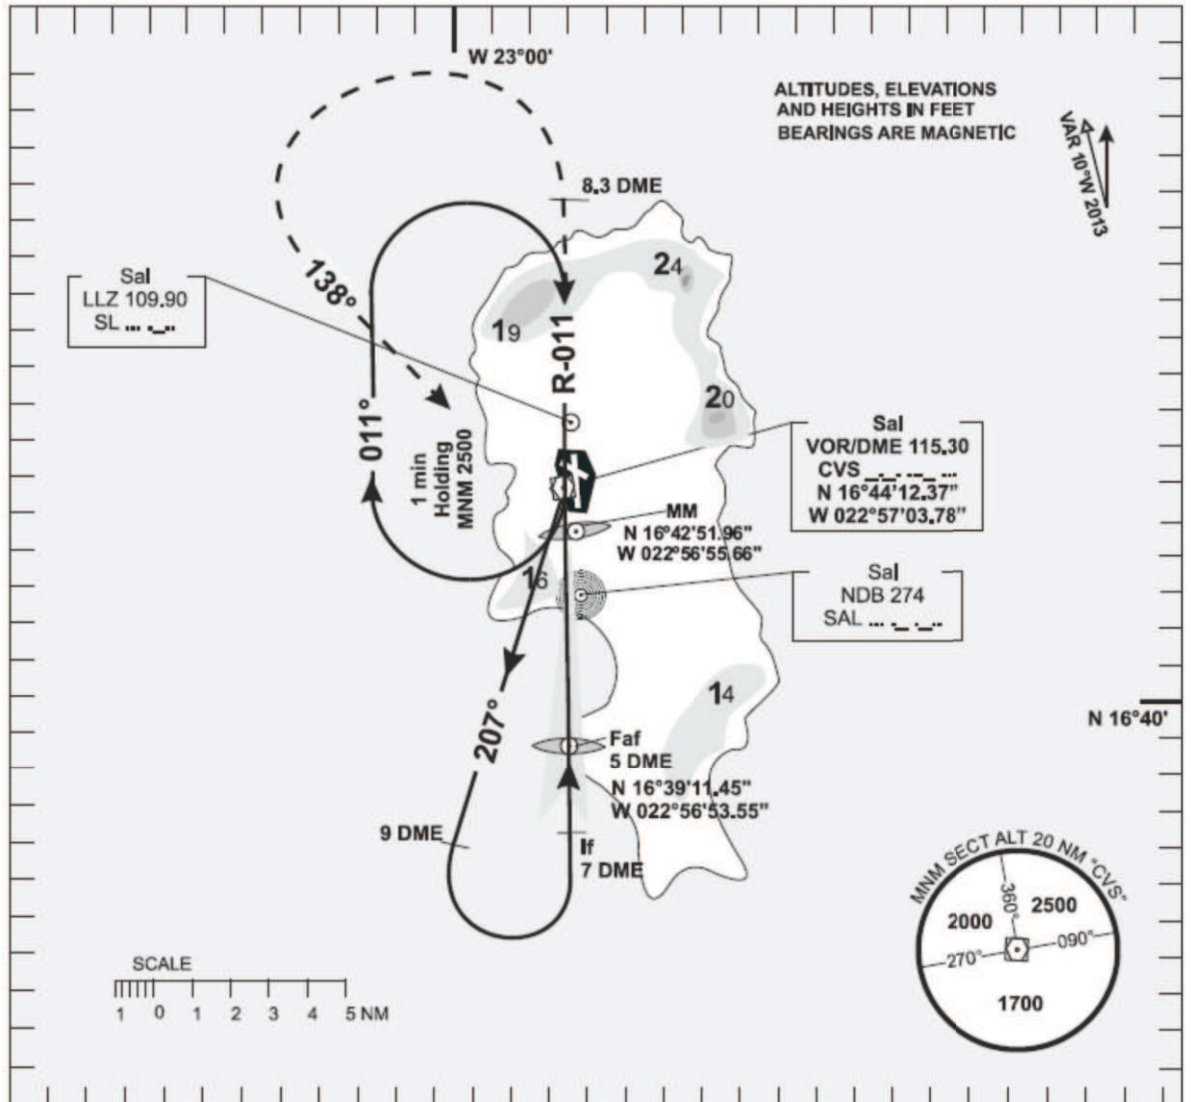 W 23°00'
ALTITUDES, ELEVATIONS
AND HEIGHTS IN FEET
BEARINGS ARE MAGNETIC
VAR 10°W 2013
8.3 DME
Sal
LLZ 109.90
SL ... ._..
138°
24
19
R-011
20
011°
1 min
Holding
MNM 2500
Sal
VOR/DME 115.30
CVS _._. ..._ ...
N 16°44'12.37"
W 022°57'03.78"
MM
N 16°42'51.96"
W 022°56'55.66"
16
Sal
NDB 274
SAL ... ._ ._..
14
N 16°40'
207°
Faf
5 DME
N 16°39'11.45"
W 022°56'53.55"
9 DME
If
7 DME
MNM SECT ALT 20 NM "CVS"
360°
2000
2500
270°
090°
1700
SCALE
1 0 1 2 3 4 5 NM